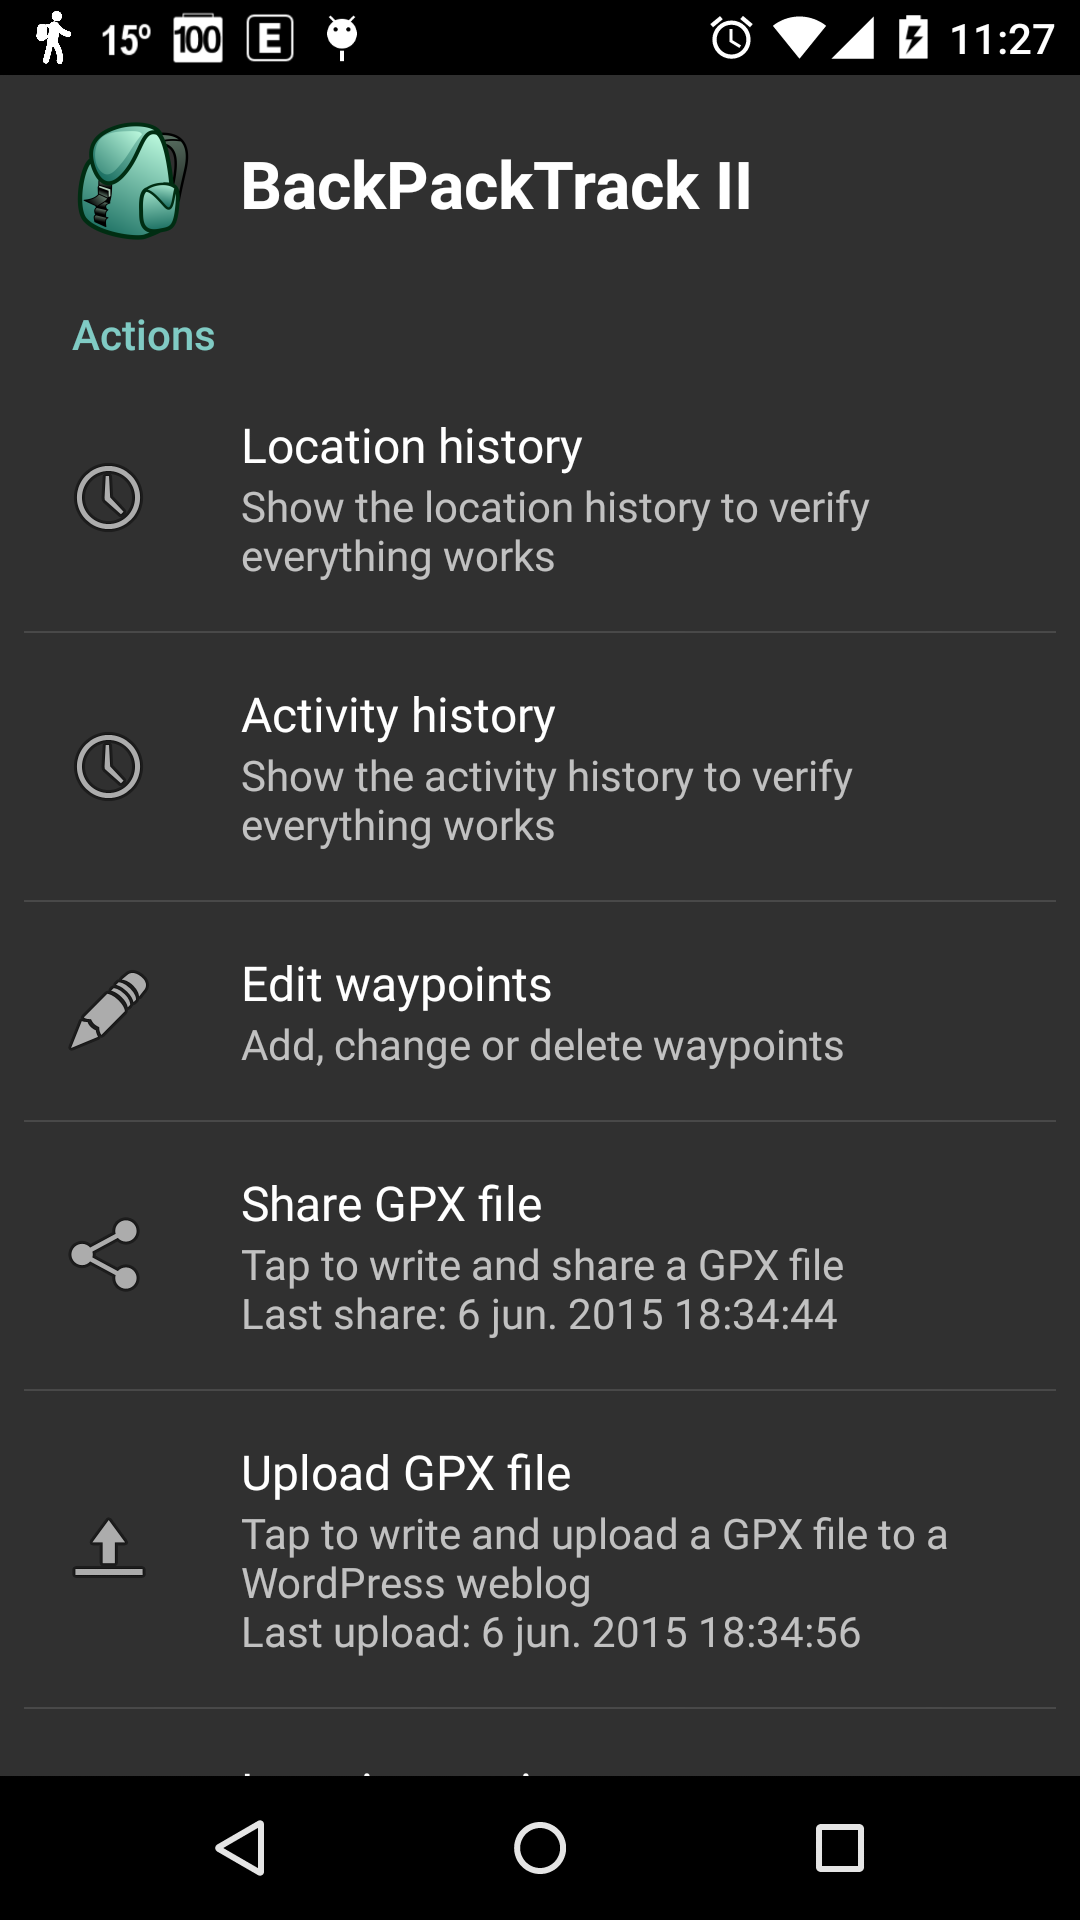 15° 100 E 11:27
BackPackTrack II
Actions
Location history
Show the location history to verify
everything works
Activity history
Show the activity history to verify
everything works
Edit waypoints
Add, change or delete waypoints
Share GPX file
Tap to write and share a GPX file
Last share: 6 jun. 2015 18:34:44
Upload GPX file
Tap to write and upload a GPX file to a
WordPress weblog
Last upload: 6 jun. 2015 18:34:56